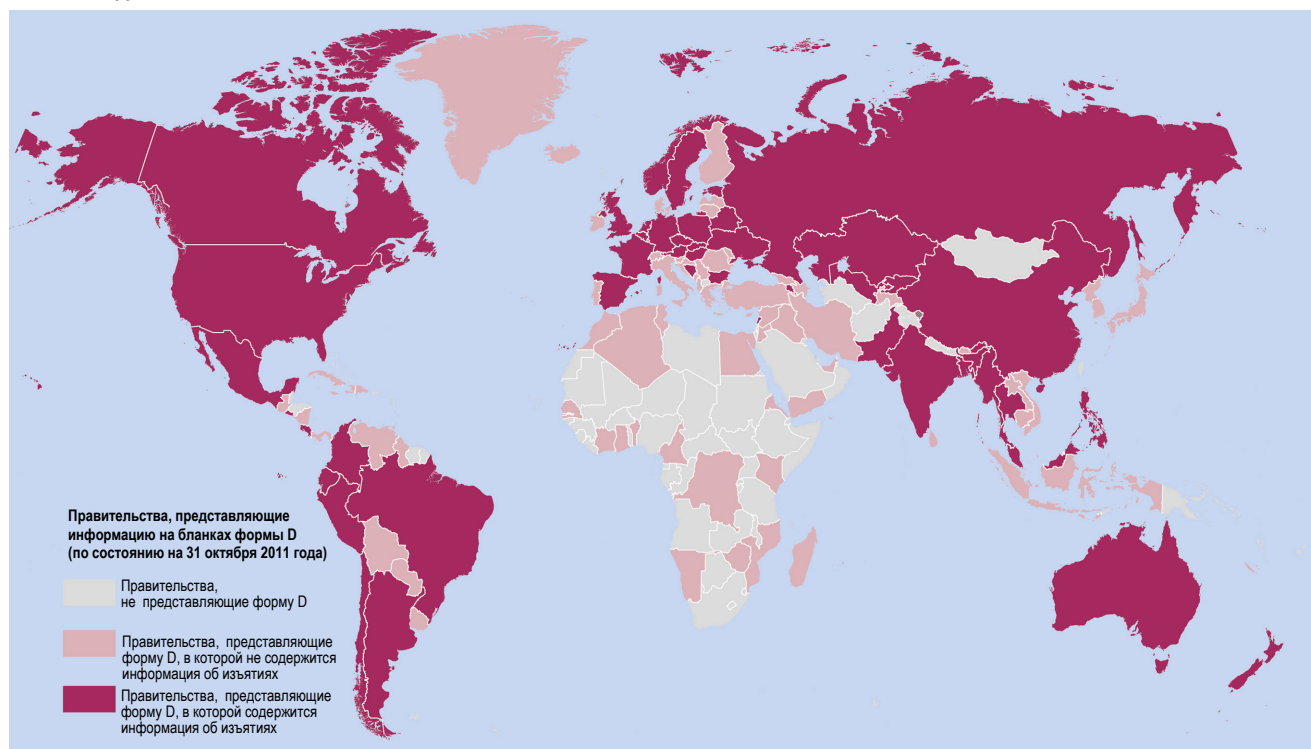 Правительства, представляющие
информацию на бланках формы D
(по состоянию на 31 октября 2011 года)
Правительства,
не представляющие форму D
Правительства, представляющие
форму D, в которой не содержится
информация об изъятиях
Правительства, представляющие
форму D, в которой содержится
информация об изъятиях